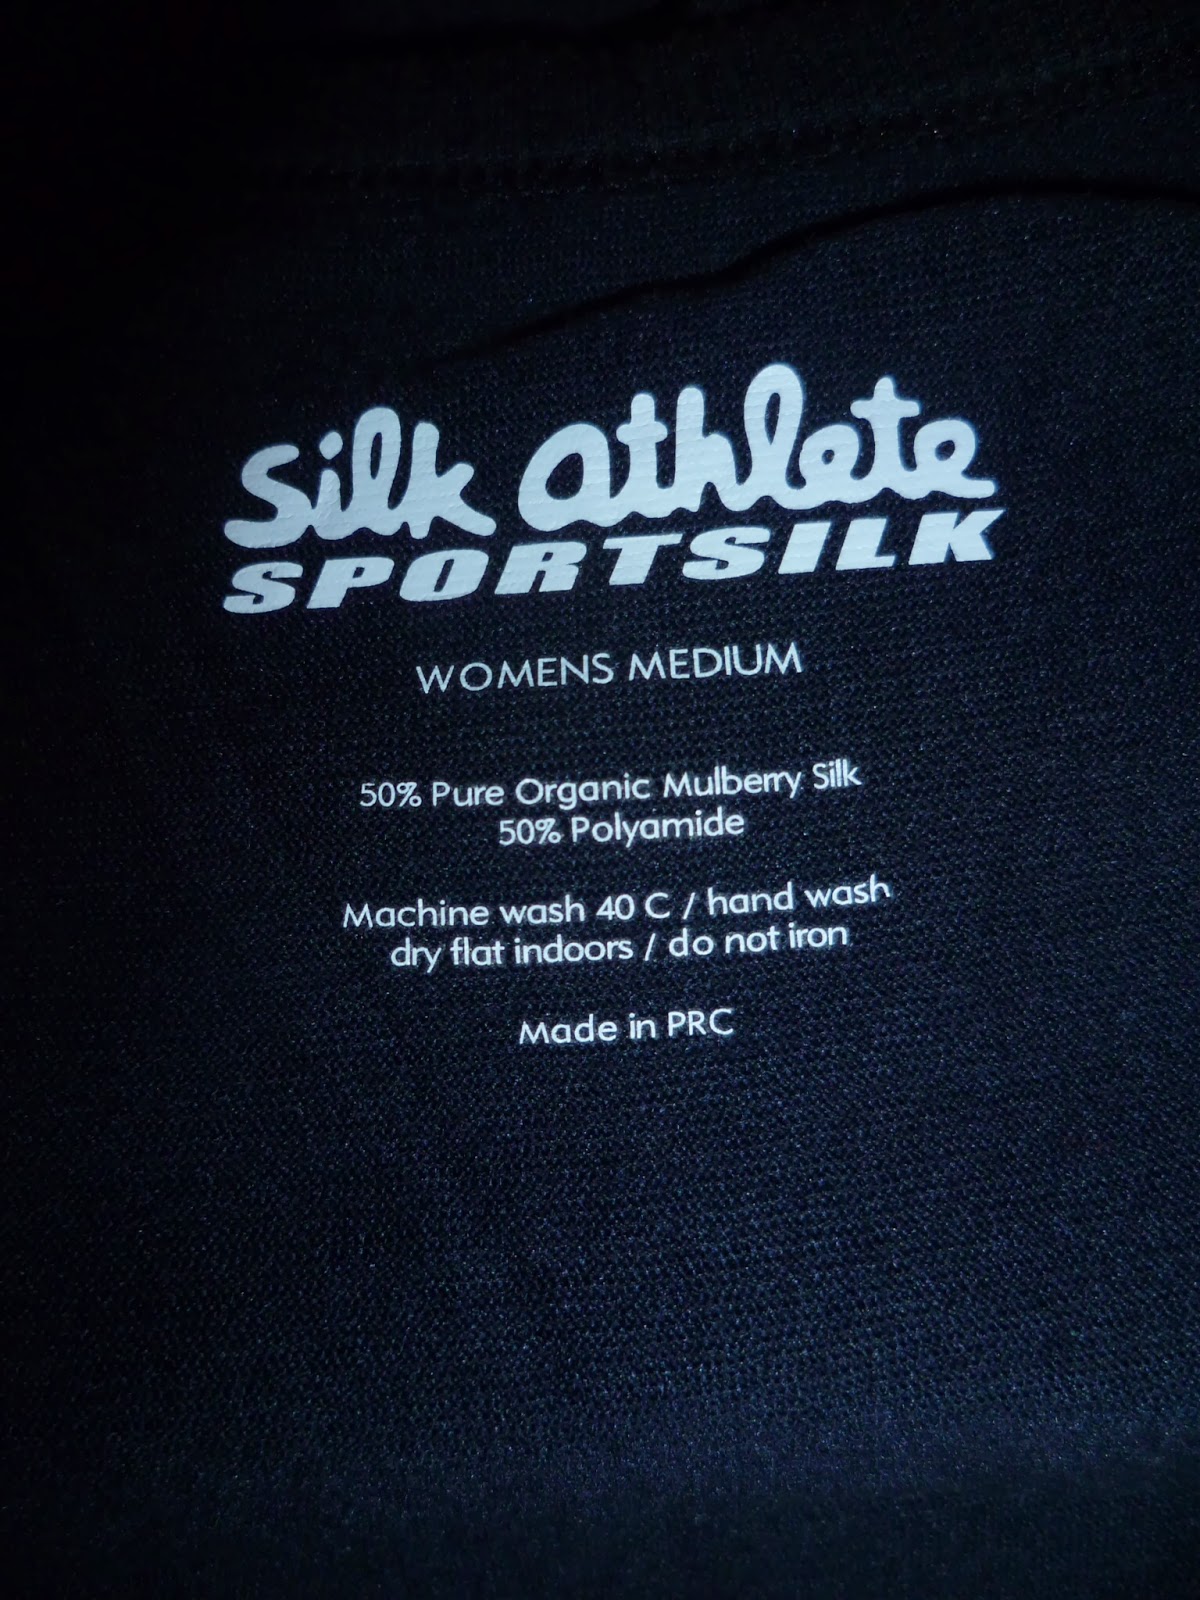 Silk athlete
SPORTSILK
WOMENS MEDIUM
50% Pure Organic Mulberry Silk
50% Polyamide
Machine wash 40 C / hand wash
dry flat indoors / do not iron
Made in PRC